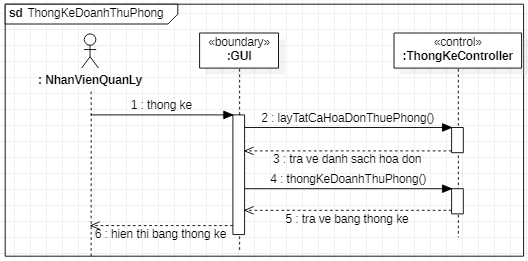 sd ThongKeDoanhThuPhong
«boundary»
:GUI
«control»
:ThongKeController
: NhanVienQuanLy
1 : thong ke
2 : layTatCaHoaDonThuePhong()
3 : tra ve danh sach hoa don
4 : thongKeDoanhThuPhong()
5 : tra ve bang thong ke
6 : hien thi bang thong ke